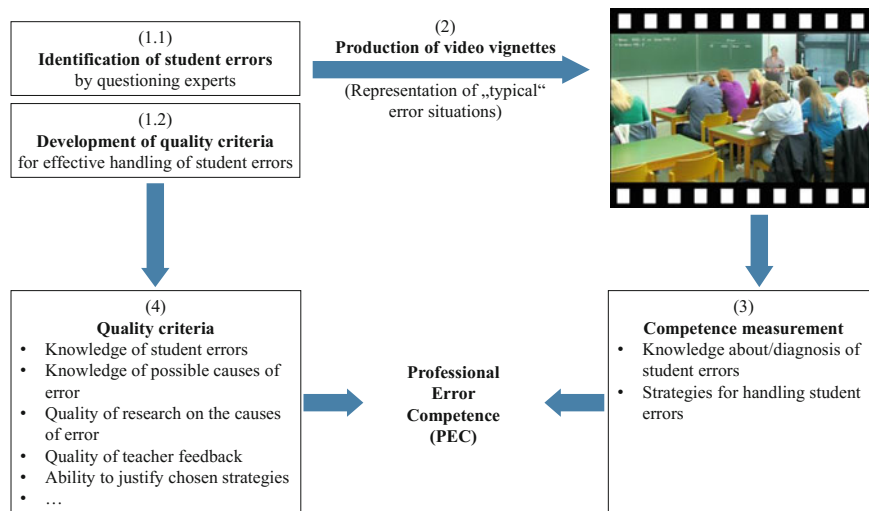 (1.1)
Identification of student errors
by questioning experts
(1.2)
Development of quality criteria
for effective handling of student errors
(2)
Production of video vignettes
(Representation of „typical“
error situations)
(4)
Quality criteria
• Knowledge of student errors
• Knowledge of possible causes of
error
• Quality of research on the causes
of error
• Quality of teacher feedback
• Ability to justify chosen strategies
• …
Professional
Error
Competence
(PEC)
(3)
Competence measurement
• Knowledge about/diagnosis of
student errors
• Strategies for handling student
errors